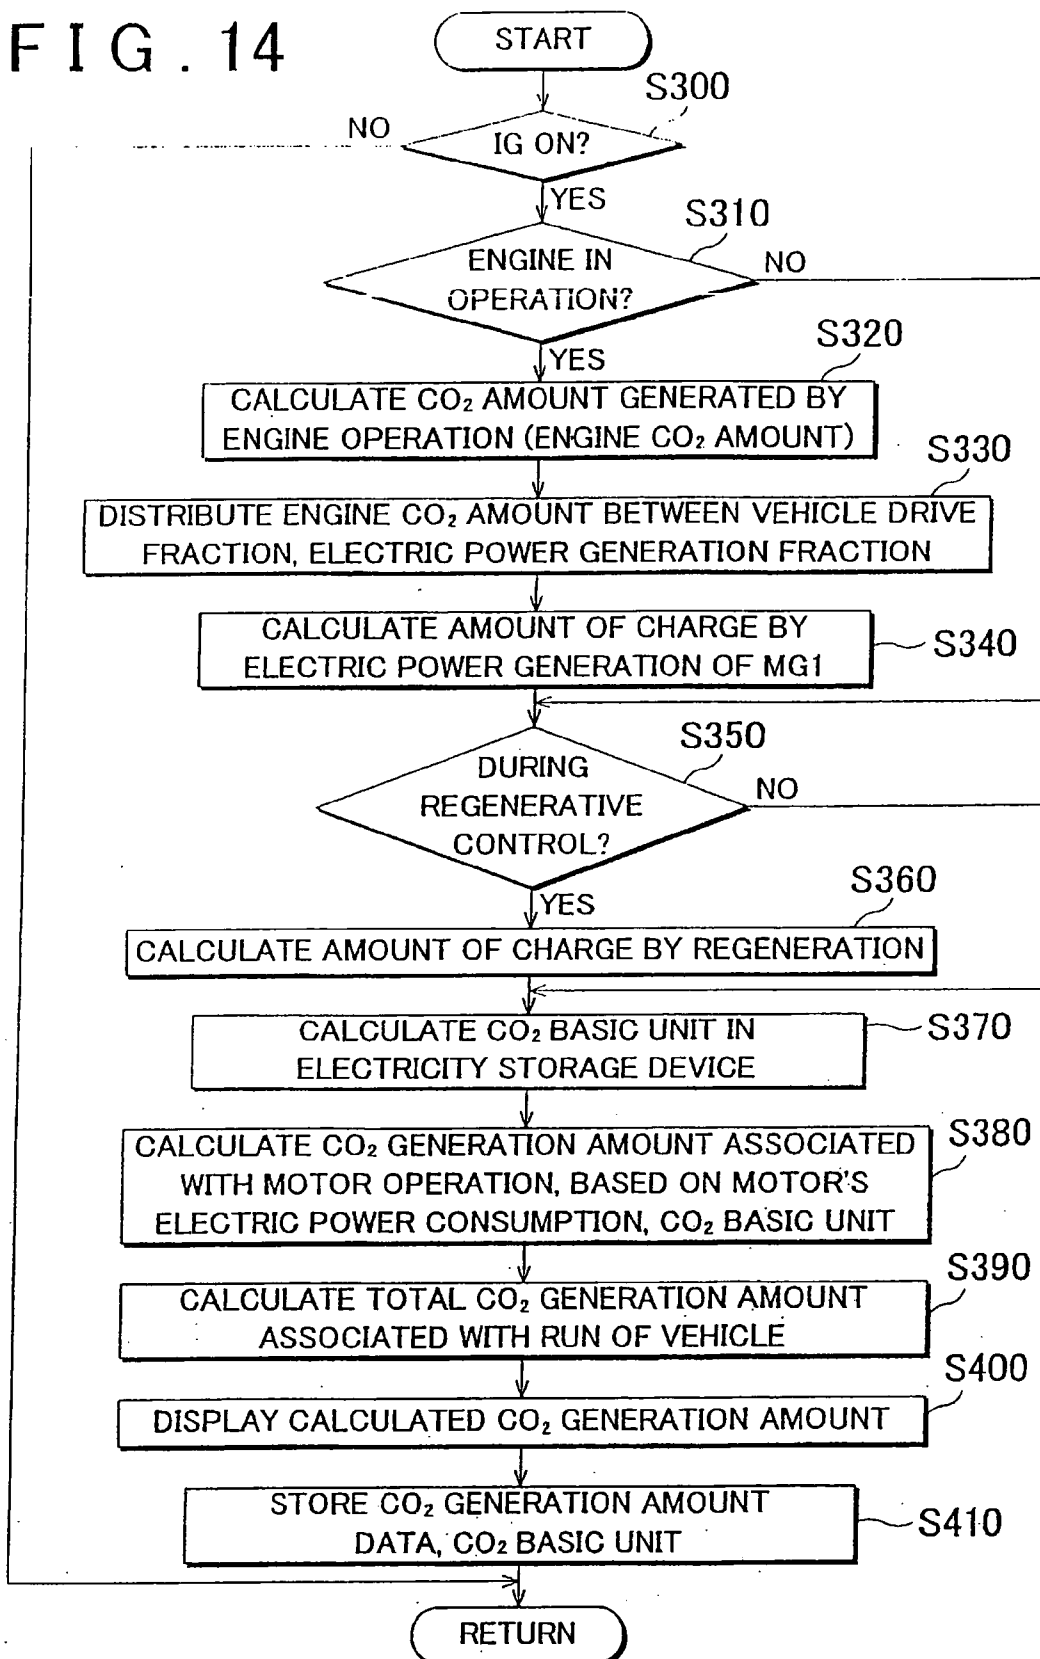 FIG. 14
START
S300
NO
IG ON?
YES
S310
ENGINE IN
OPERATION?
NO
YES
S320
CALCULATE CO₂ AMOUNT GENERATED BY
ENGINE OPERATION (ENGINE CO₂ AMOUNT)
S330
DISTRIBUTE ENGINE CO₂ AMOUNT BETWEEN VEHICLE DRIVE
FRACTION, ELECTRIC POWER GENERATION FRACTION
CALCULATE AMOUNT OF CHARGE BY
ELECTRIC POWER GENERATION OF MG1
S340
S350
DURING
REGENERATIVE
CONTROL?
NO
YES
S360
CALCULATE AMOUNT OF CHARGE BY REGENERATION
CALCULATE CO₂ BASIC UNIT IN
ELECTRICITY STORAGE DEVICE
S370
CALCULATE CO₂ GENERATION AMOUNT ASSOCIATED
WITH MOTOR OPERATION, BASED ON MOTOR'S
ELECTRIC POWER CONSUMPTION, CO₂ BASIC UNIT
S380
S390
CALCULATE TOTAL CO₂ GENERATION AMOUNT
ASSOCIATED WITH RUN OF VEHICLE
S400
DISPLAY CALCULATED CO₂ GENERATION AMOUNT
STORE CO₂ GENERATION AMOUNT
DATA, CO₂ BASIC UNIT
S410
RETURN